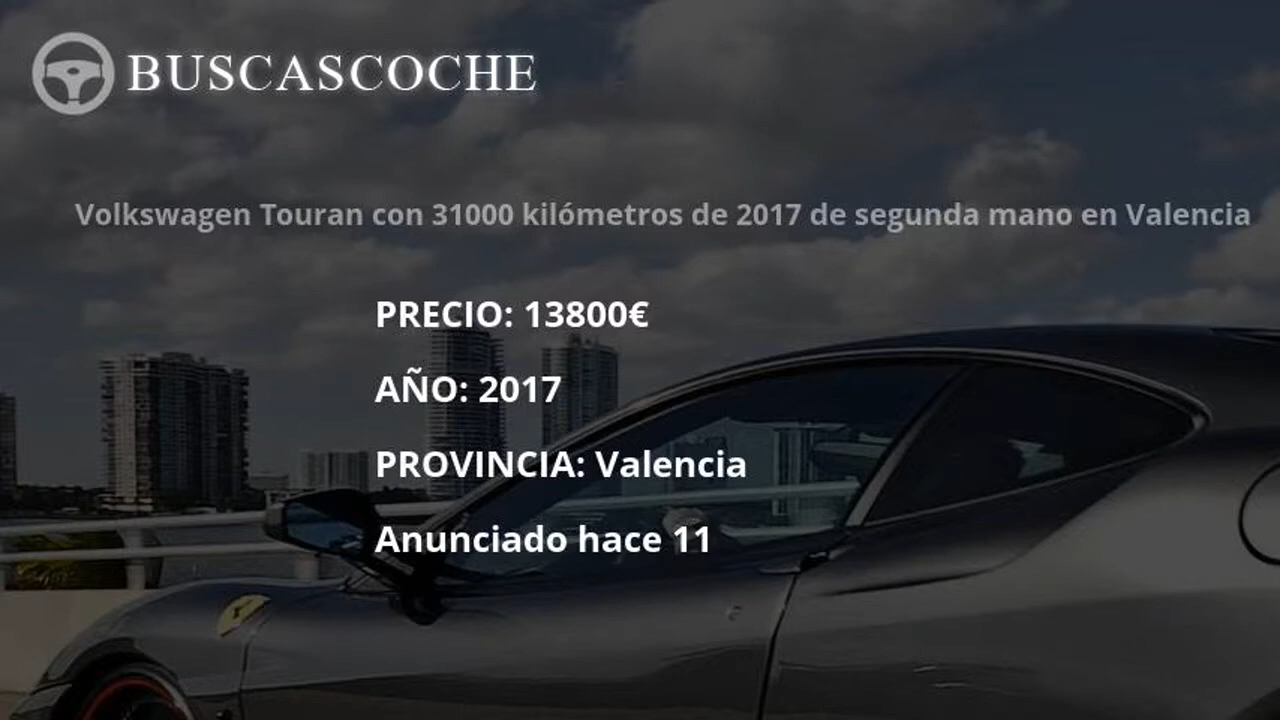 BUSCASCOCHE
Volkswagen Touran con 31000 kilómetros de 2017 de segunda mano en Valencia
PRECIO: 13800€
AÑO: 2017
PROVINCIA: Valencia
Anunciado hace 11